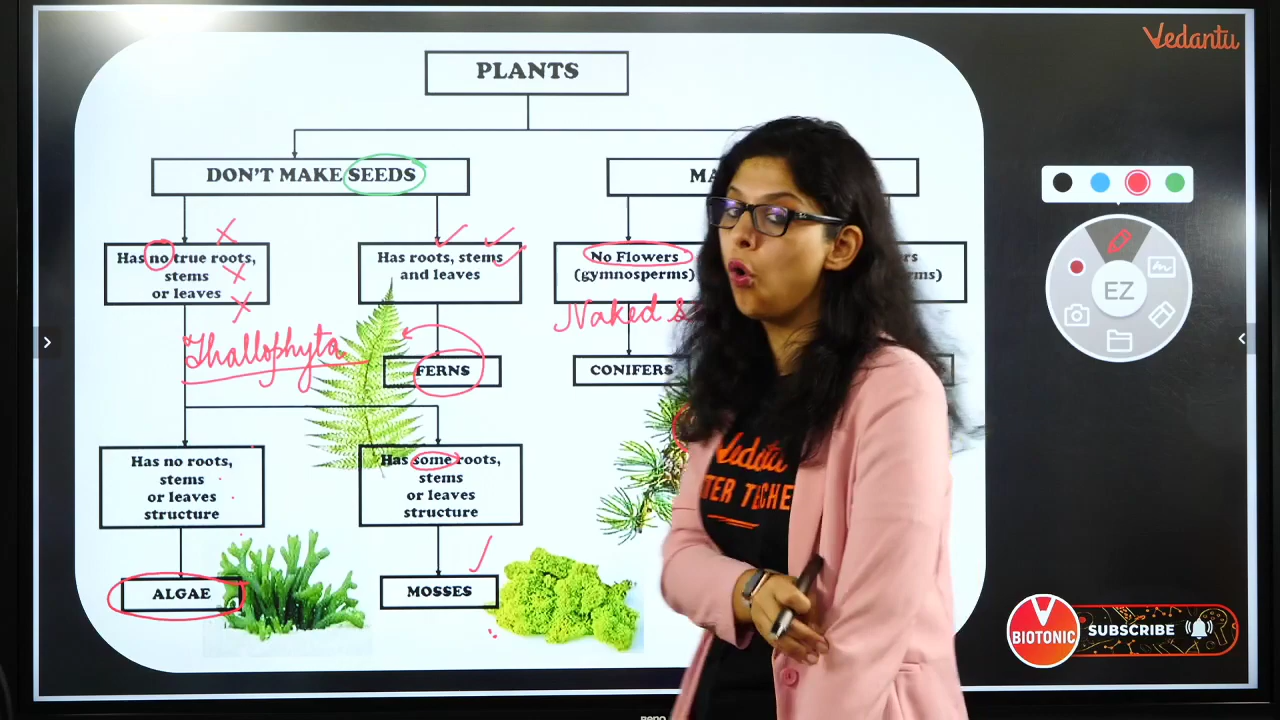 Vedantu
PLANTS
DON'T MAKE SEEDS
MA
Has no true roots,
stems
or leaves
Has roots, stems
and leaves
No Flowers
(gymnosperms)
Naked
Thallophyta
FERNS
CONIFERS
EZ
Has no roots,
stems
or leaves
structure
Has some roots,
stems
or leaves
structure
Vedantu
ALGAE
MOSSES
BIOTONIC
SUBSCRIBE